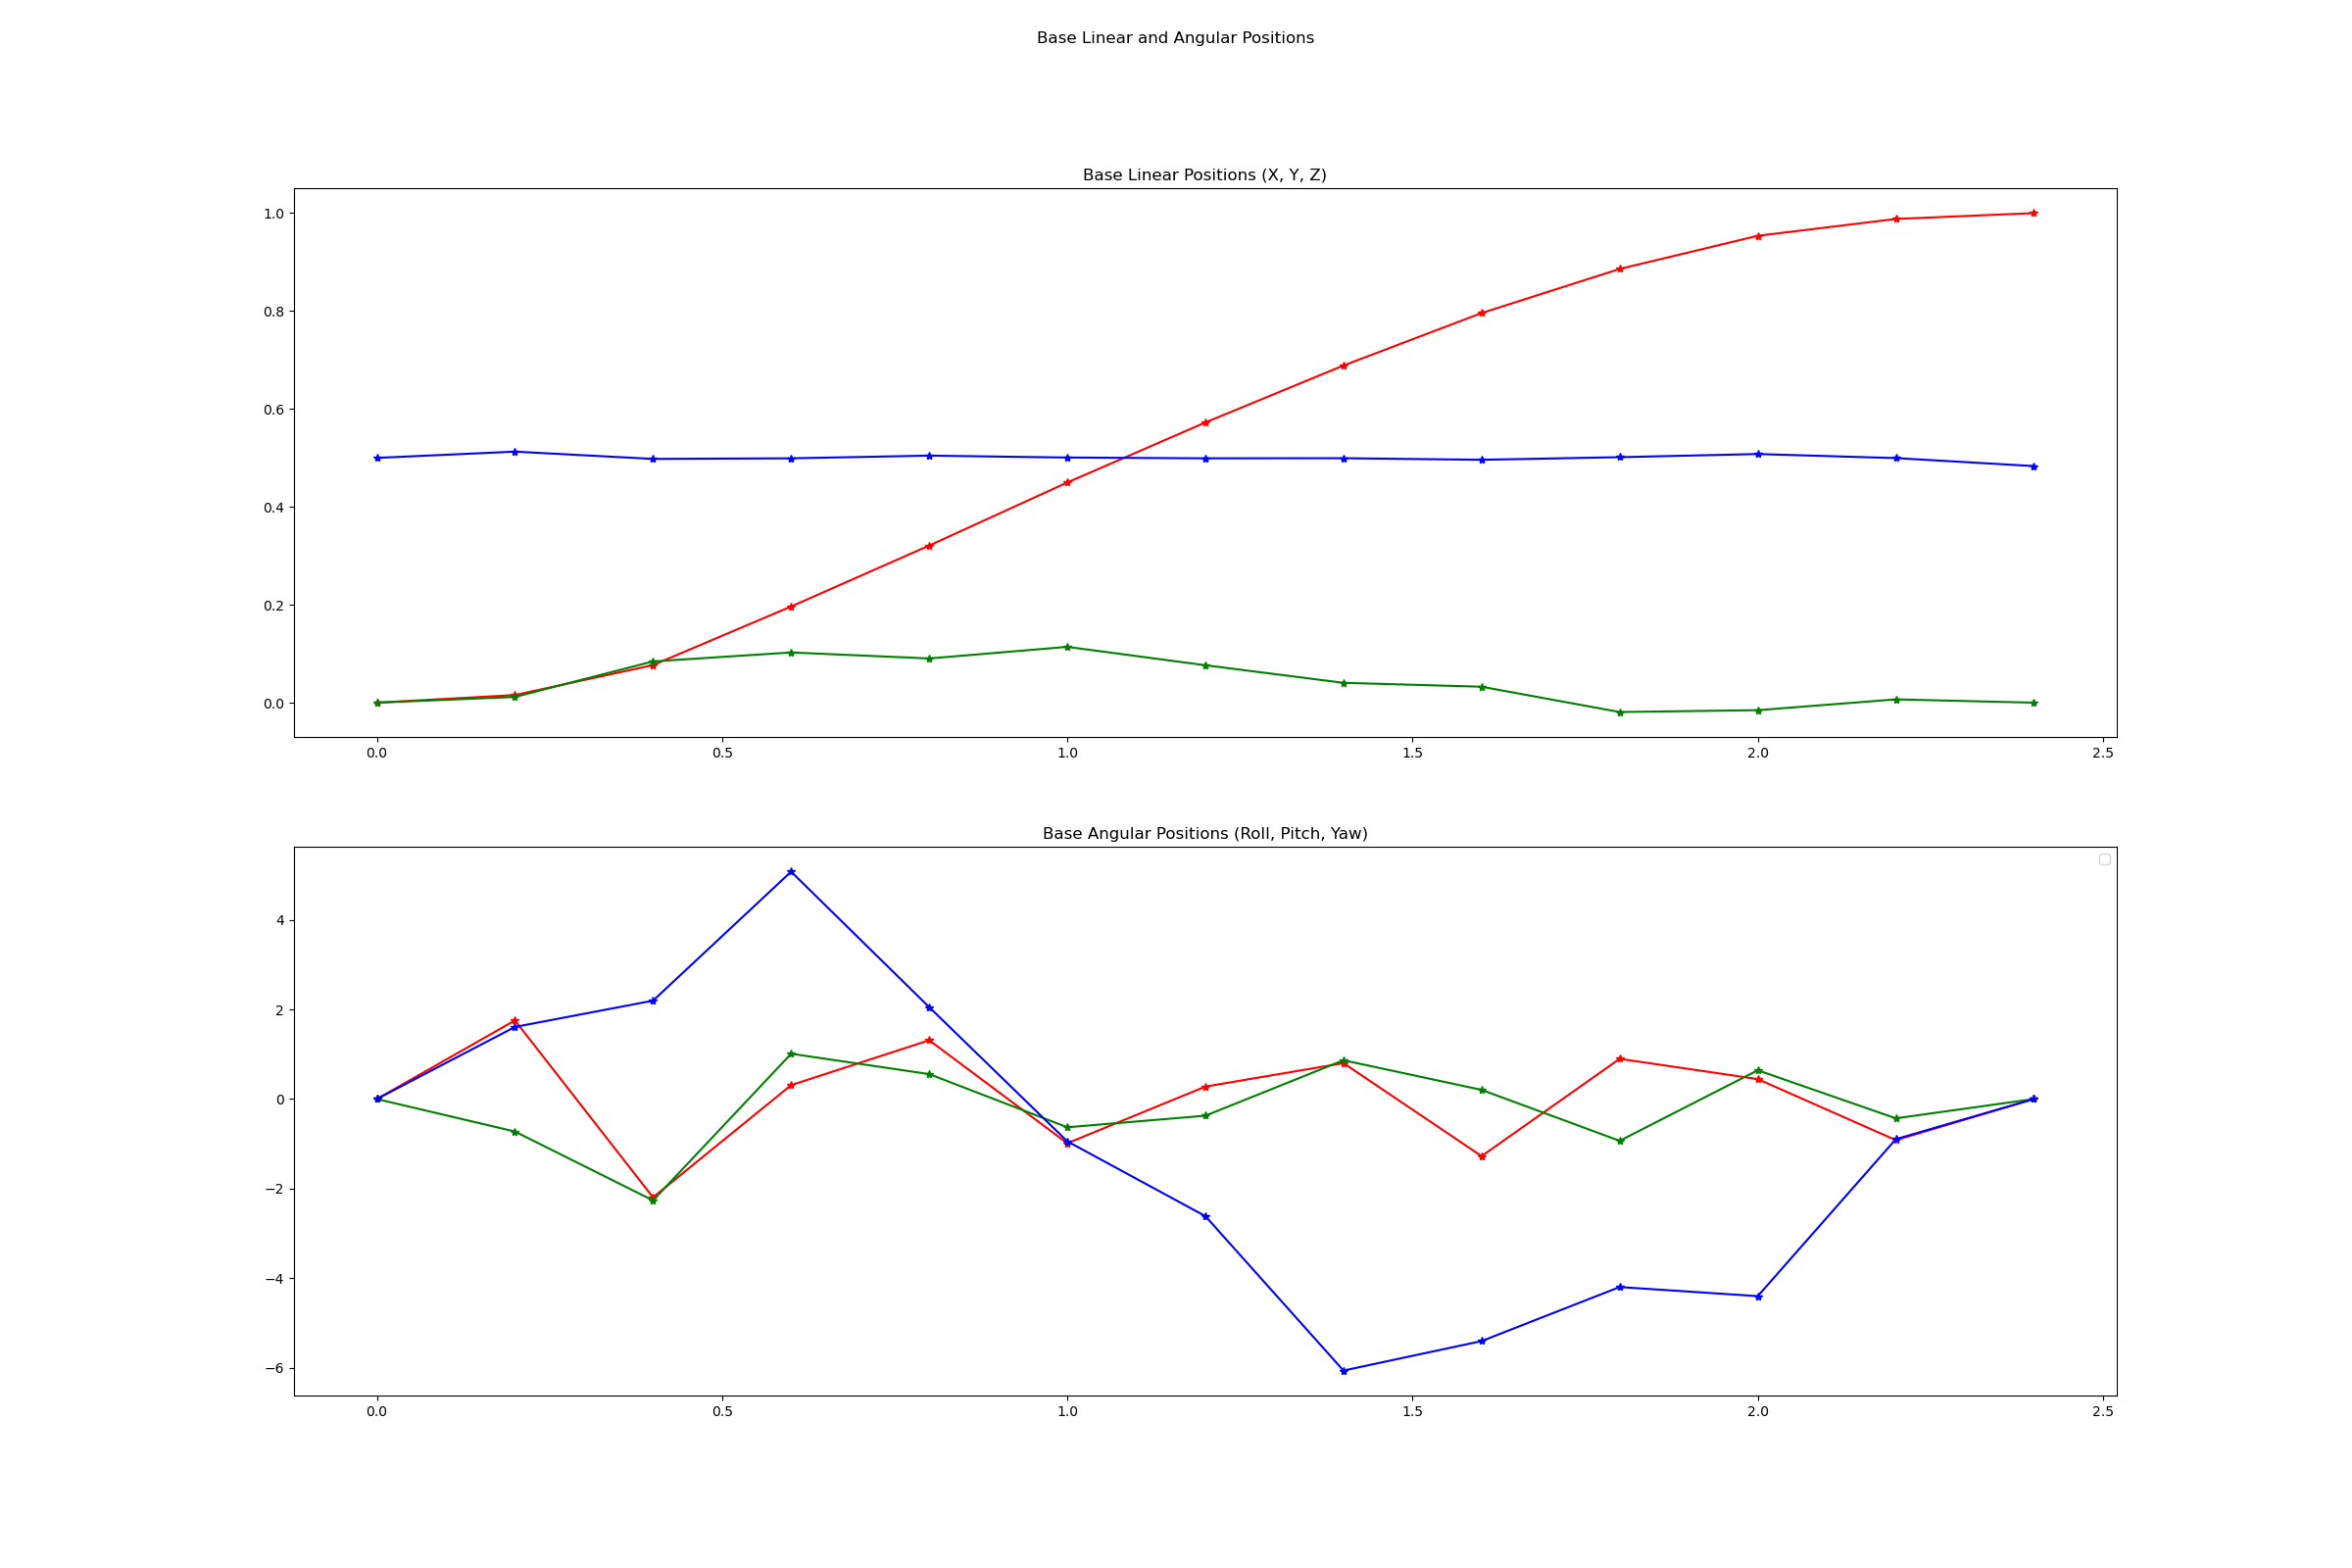 Base Linear and Angular Positions
Base Linear Positions (X, Y, Z)
1.0
0.8
0.6
0.4
0.2
0.0
0.0 0.5 1.0 1.5 2.0 2.5
Base Angular Positions (Roll, Pitch, Yaw)
4
2
0
−2
−4
−6
0.0 0.5 1.0 1.5 2.0 2.5